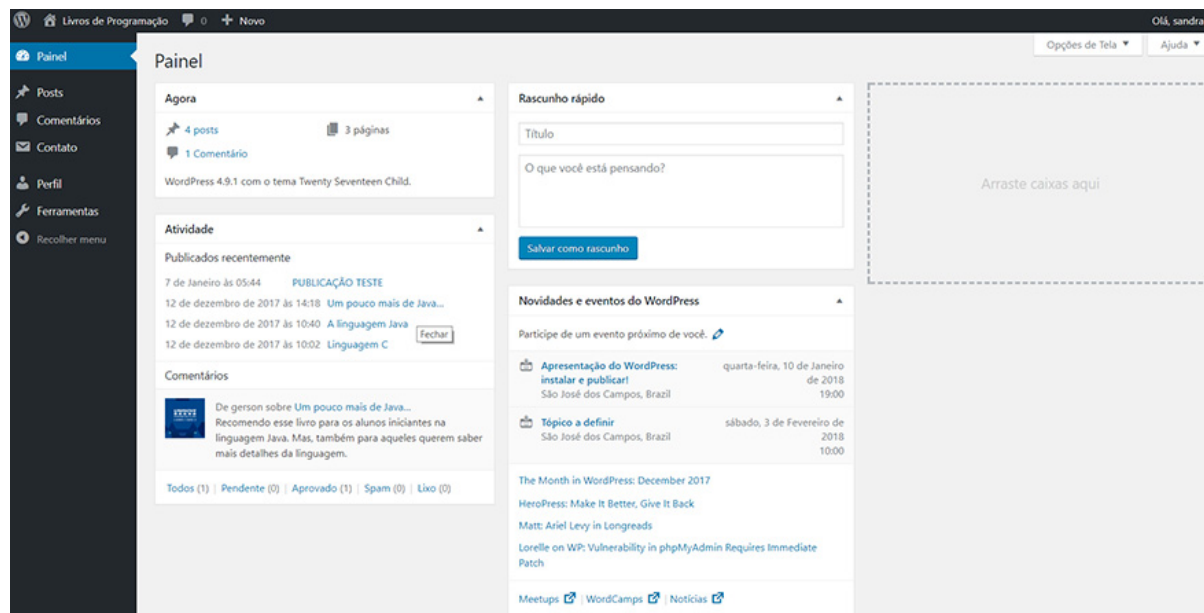 Livros de Programação 0 Novo
Olá, sandra
Painel
Posts
Comentários
Contato
Perfil
Ferramentas
Recolher menu
Opções de Tela ▼ Ajuda ▼
Painel
Agora
4 posts 3 páginas
1 Comentário
WordPress 4.9.1 com o tema Twenty Seventeen Child.
Atividade
Publicados recentemente
7 de Janeiro às 05:44 PUBLICAÇÃO TESTE
12 de dezembro de 2017 às 14:18 Um pouco mais de Java...
12 de dezembro de 2017 às 10:40 A linguagem Java
Fechar
12 de dezembro de 2017 às 10:02 Linguagem C
Comentários
De gerson sobre Um pouco mais de Java...
Recomendo esse livro para os alunos iniciantes na
linguagem Java. Mas, também para aqueles querem saber
mais detalhes da linguagem.
Todos (1) | Pendente (0) | Aprovado (1) | Spam (0) | Lixo (0)
Rascunho rápido
Título
O que você está pensando?
Salvar como rascunho
Novidades e eventos do WordPress
Participe de um evento próximo de você.
Apresentação do WordPress: quarta-feira, 10 de Janeiro
instalar e publicar! de 2018
São José dos Campos, Brazil 19:00
Tópico a definir sábado, 3 de Fevereiro de
São José dos Campos, Brazil 2018
10:00
The Month in WordPress: December 2017
HeroPress: Make It Better, Give It Back
Matt: Ariel Levy in Longreads
Lorelle on WP: Vulnerability in phpMyAdmin Requires Immediate
Patch
Meetups | WordCamps | Notícias
Arraste caixas aqui